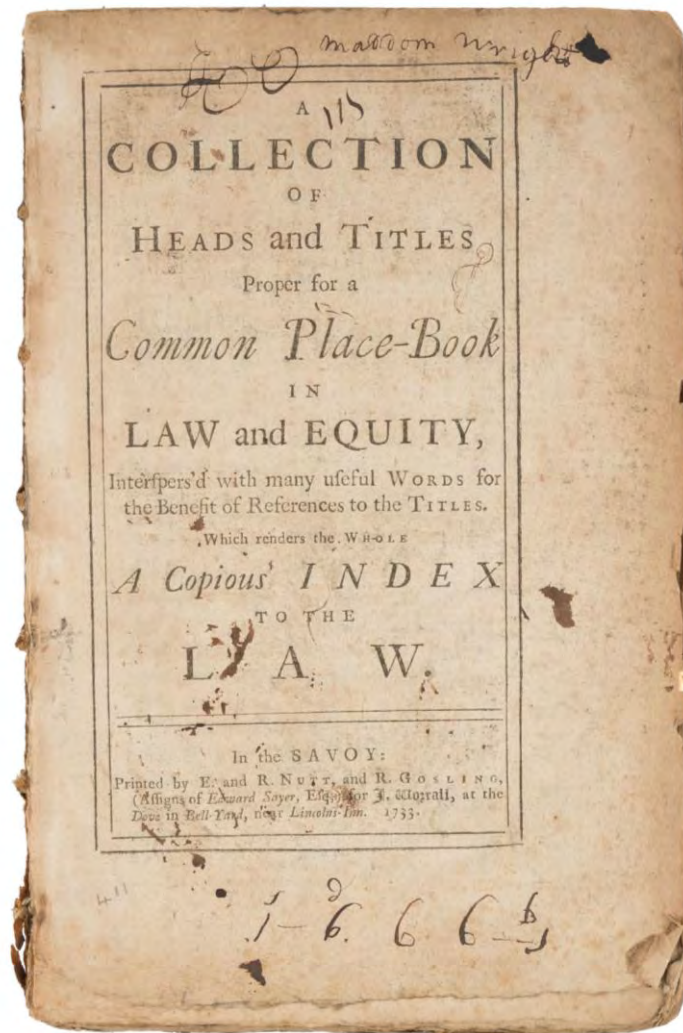 maddom wright
A
COLLECTION
OF
HEADS and TITLES
Proper for a
Common Place-Book
IN
LAW and EQUITY,
Interſpers'd with many uſeful WORDS for
the Benefit of References to the TITLES.
Which renders the WHOLE
A Copious INDEX
TO THE
LAW.
In the SAVOY:
Printed by E. and R. NUTT, and R. GOSLING,
(Aſſigns of Edward Sayer, Eſq;) for J. Worrall, at the
Dove in Bell-Yard, near Lincolns-Inn. 1733.
411